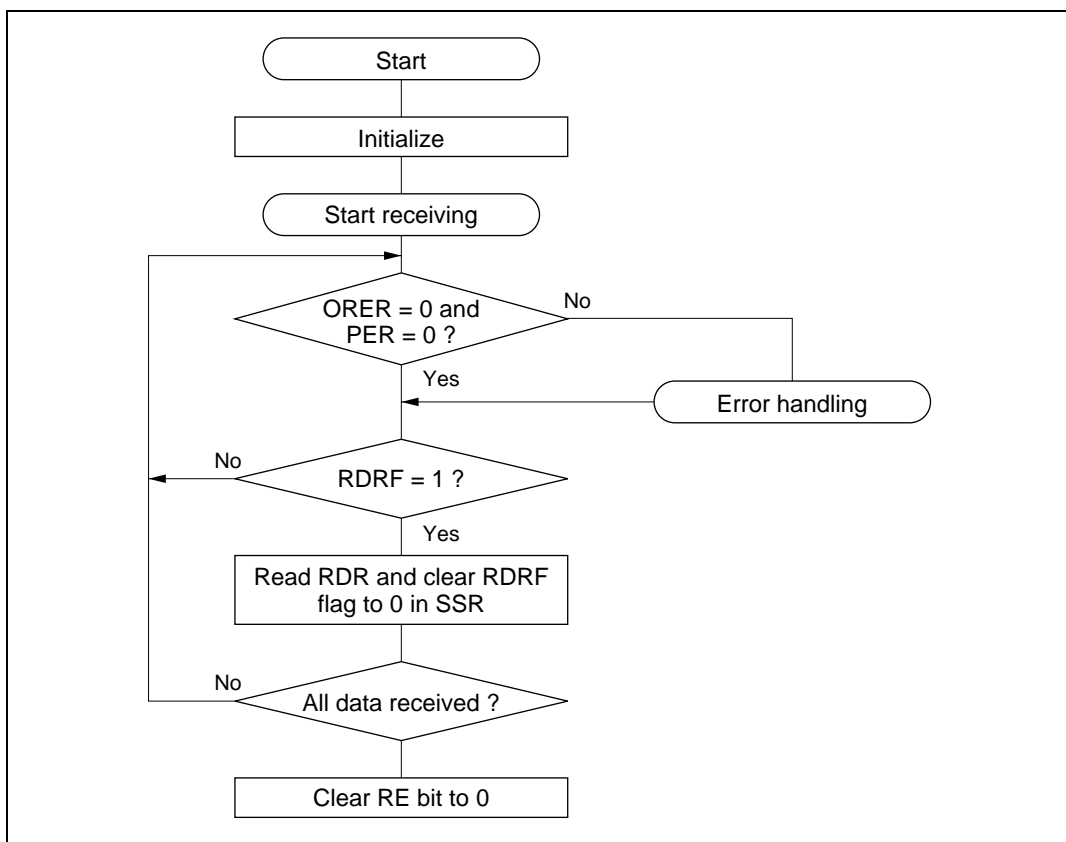 Start
Initialize
Start receiving
ORER = 0 and
PER = 0 ?
No
Yes
Error handling
No
RDRF = 1 ?
Yes
Read RDR and clear RDRF
flag to 0 in SSR
No
All data received ?
Clear RE bit to 0